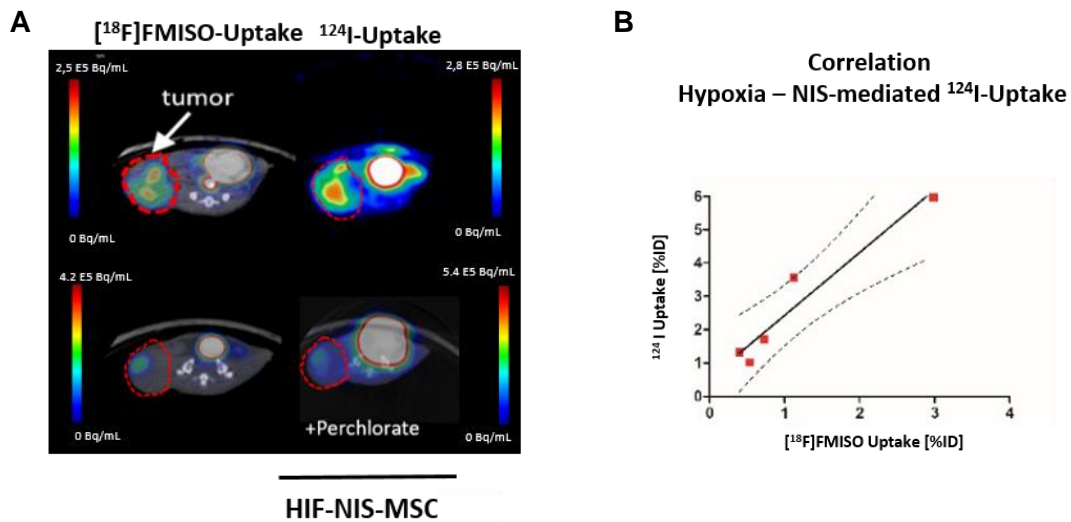 A
[¹⁸F]FMISO-Uptake ¹²⁴I-Uptake
2,5 E5 Bq/mL
2,8 E5 Bq/mL
tumor
0 Bq/mL
0 Bq/mL
4.2 E5 Bq/mL
5.4 E5 Bq/mL
+Perchlorate
0 Bq/mL
0 Bq/mL
HIF-NIS-MSC
B
Correlation
Hypoxia – NIS-mediated ¹²⁴I-Uptake
¹²⁴ I Uptake [%ID]
6
5
4
3
2
1
0
0 1 2 3 4
[¹⁸F]FMISO Uptake [%ID]